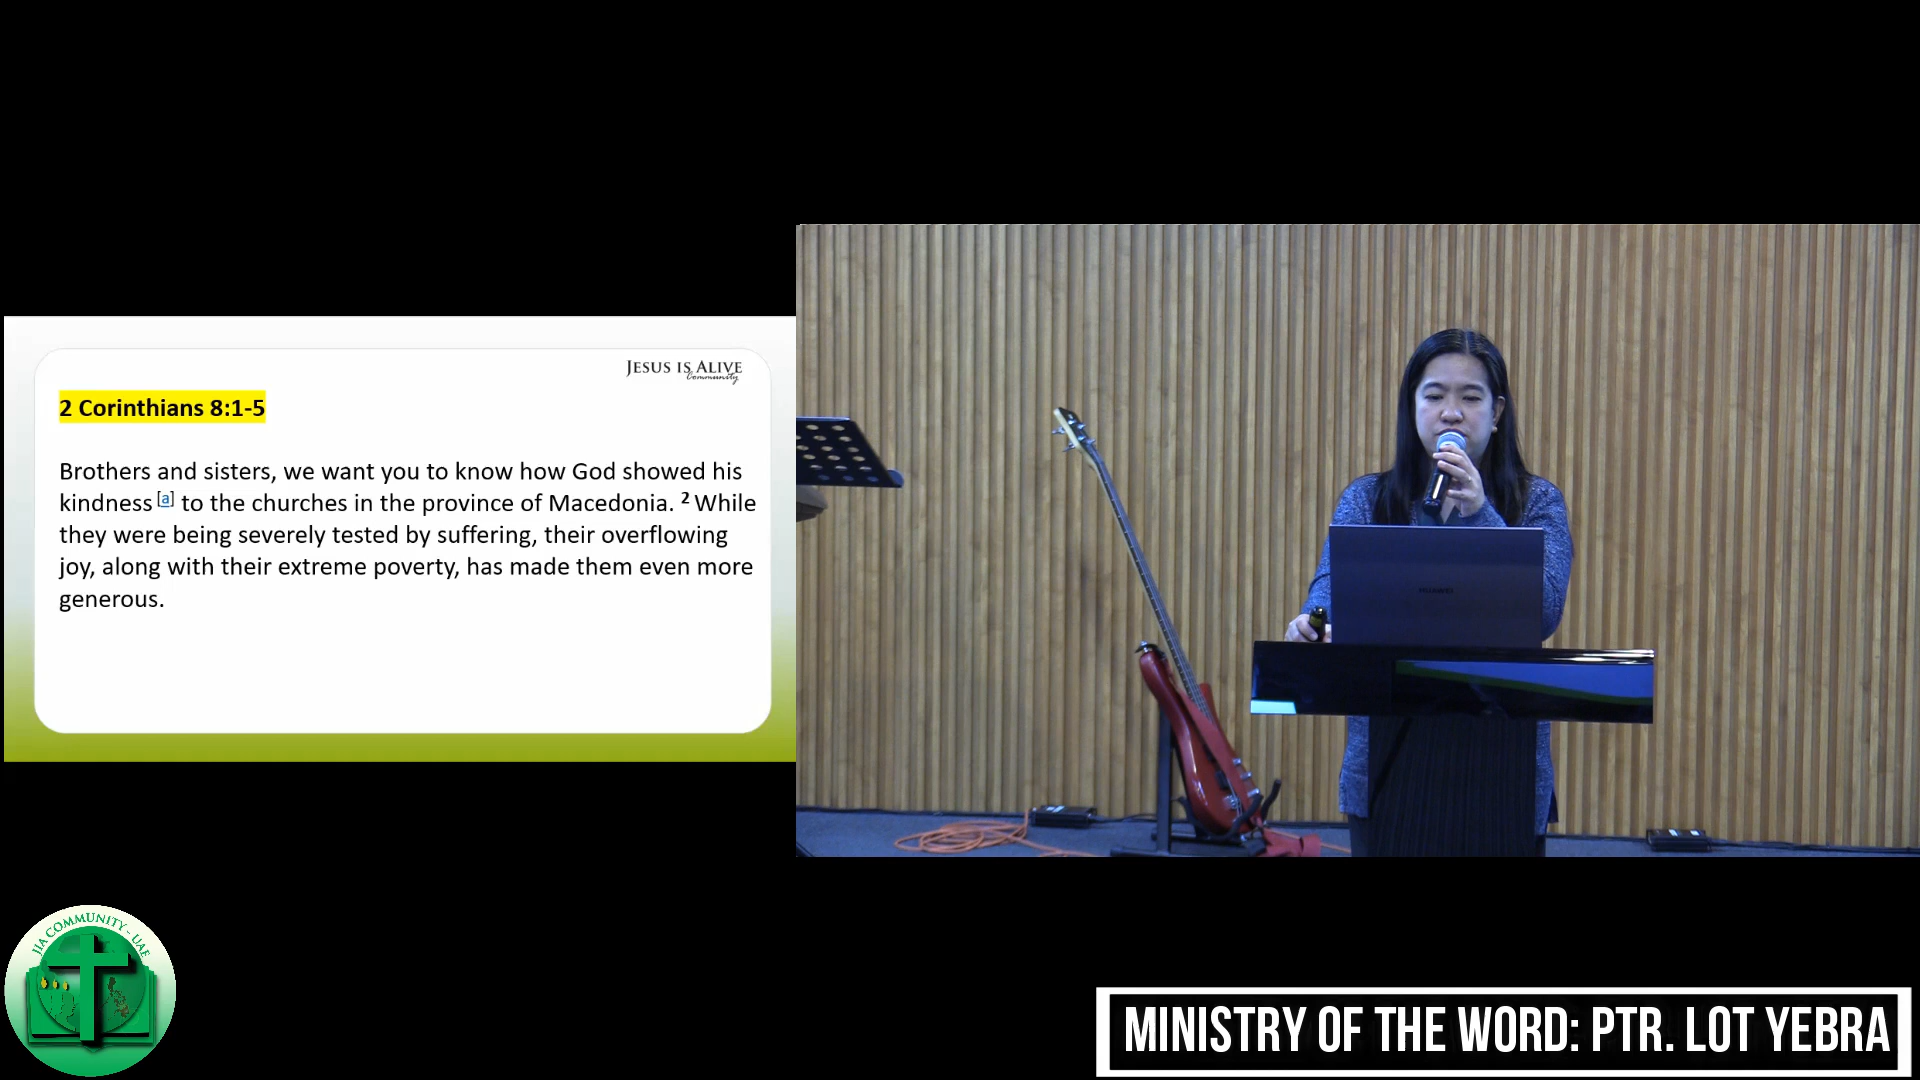 JESUS IS ALIVE
Community
2 Corinthians 8:1-5
Brothers and sisters, we want you to know how God showed his
kindness[a] to the churches in the province of Macedonia. 2 While
they were being severely tested by suffering, their overflowing
joy, along with their extreme poverty, has made them even more
generous.
HUAWEI
JIA COMMUNITY - UAE
MINISTRY OF THE WORD: PTR. LOT YEBRA